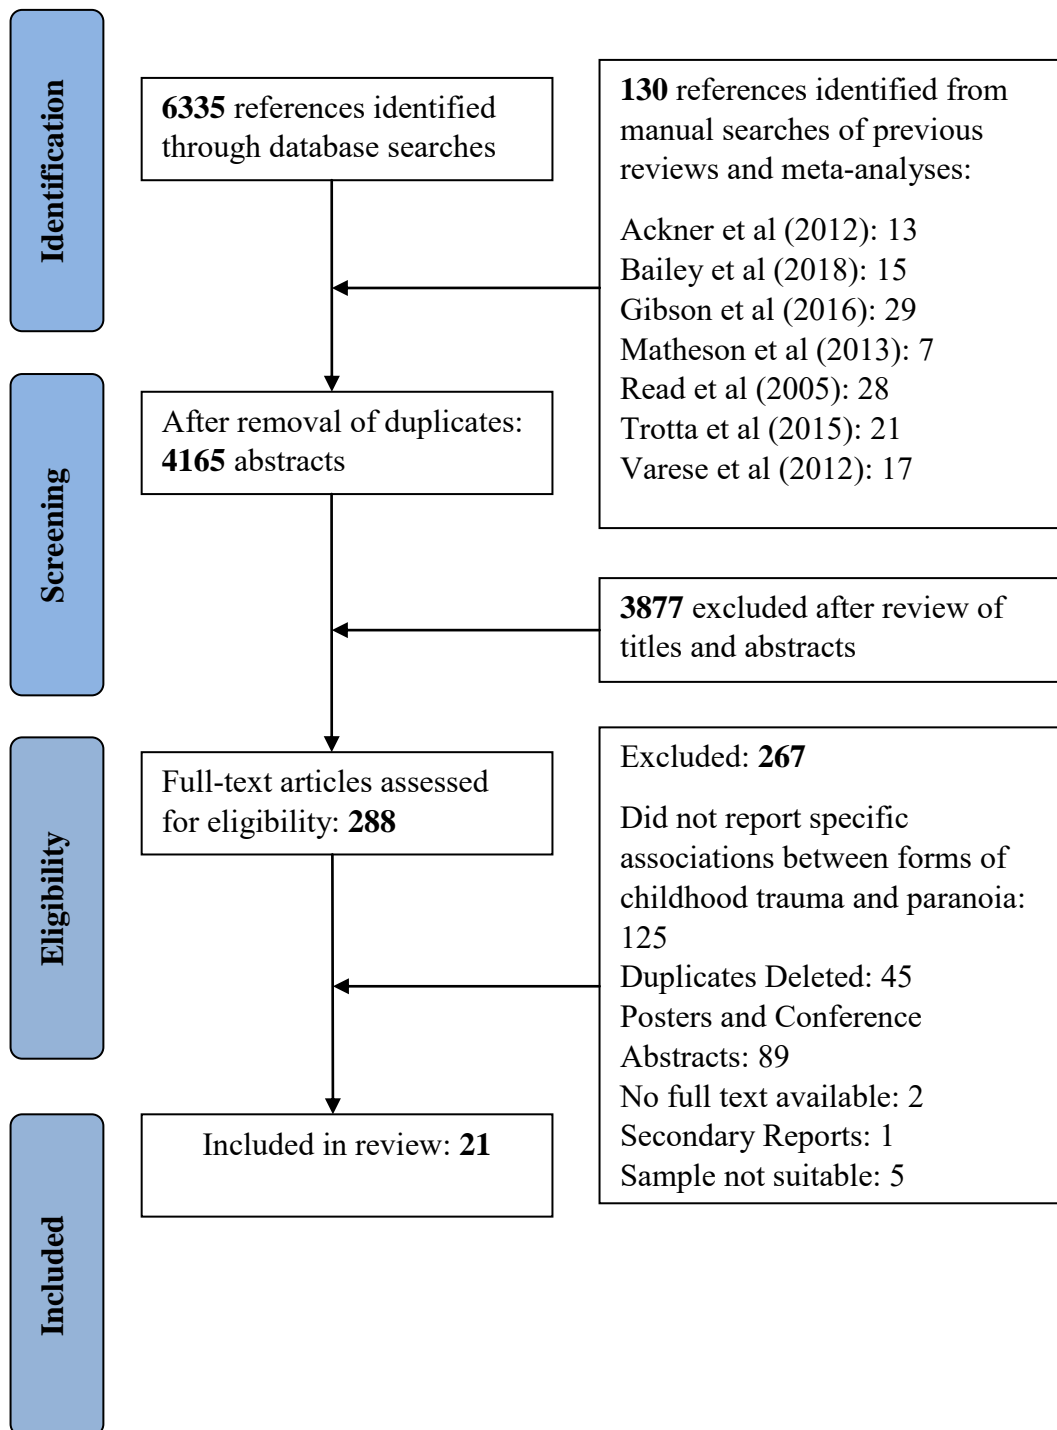 Identification
6335 references identified
through database searches
130 references identified from
manual searches of previous
reviews and meta-analyses:
Ackner et al (2012): 13
Bailey et al (2018): 15
Gibson et al (2016): 29
Matheson et al (2013): 7
Read et al (2005): 28
Trotta et al (2015): 21
Varese et al (2012): 17
Screening
After removal of duplicates:
4165 abstracts
3877 excluded after review of
titles and abstracts
Eligibility
Full-text articles assessed
for eligibility: 288
Excluded: 267
Did not report specific
associations between forms of
childhood trauma and paranoia:
125
Duplicates Deleted: 45
Posters and Conference
Abstracts: 89
No full text available: 2
Secondary Reports: 1
Sample not suitable: 5
Included
Included in review: 21